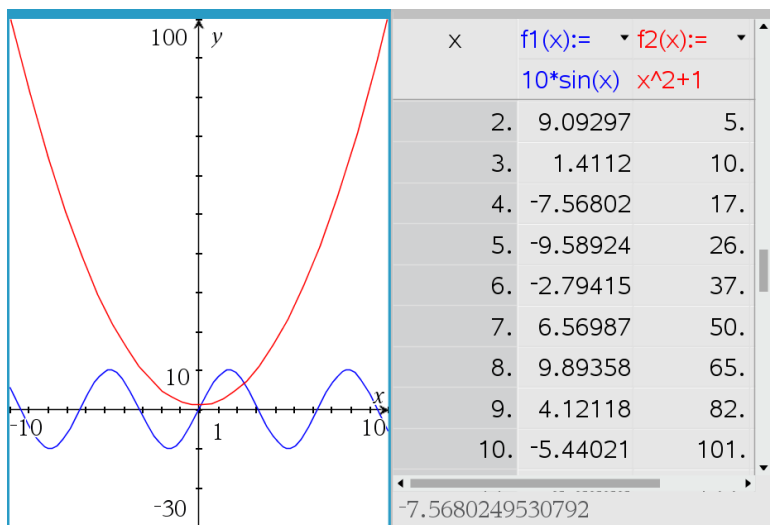 100 y
10
x
-10
1
10
-30
x f1(x):= f2(x):=
10*sin(x) x^2+1
2. 9.09297 5.
3. 1.4112 10.
4. -7.56802 17.
5. -9.58924 26.
6. -2.79415 37.
7. 6.56987 50.
8. 9.89358 65.
9. 4.12118 82.
10. -5.44021 101.
-7.5680249530792